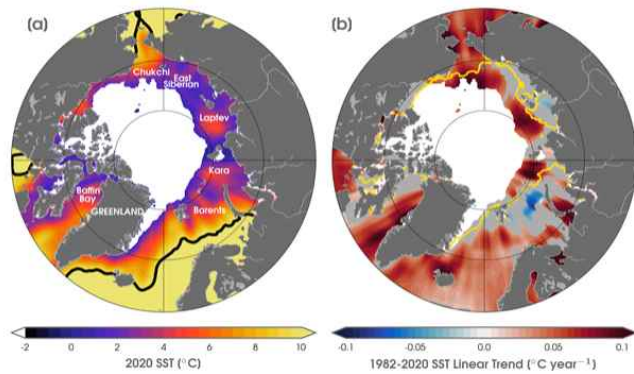 (a)
Chukchi
East
Siberian
Laptev
Kara
Baffin
Bay
GREENLAND
Barents
-2 0 2 4 6 8 10
2020 SST (°C)
(b)
-0.1 -0.05 0.0 0.05 0.1
1982-2020 SST Linear Trend (°C year⁻¹)